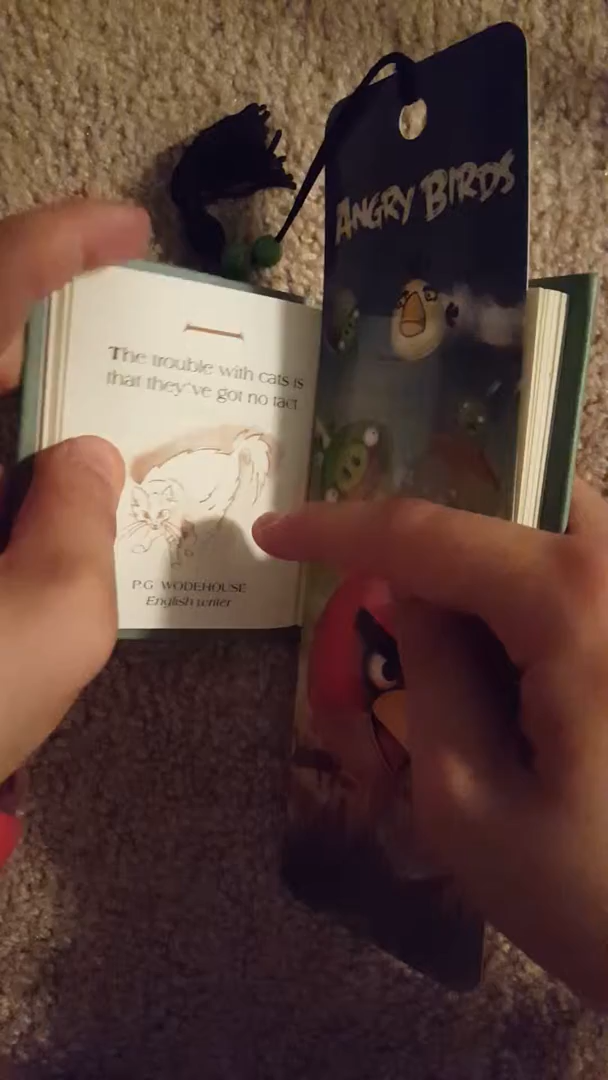 ANGRY BIRDS
The trouble with cats is
that they've got no tact.
P.G. WODEHOUSE
English writer